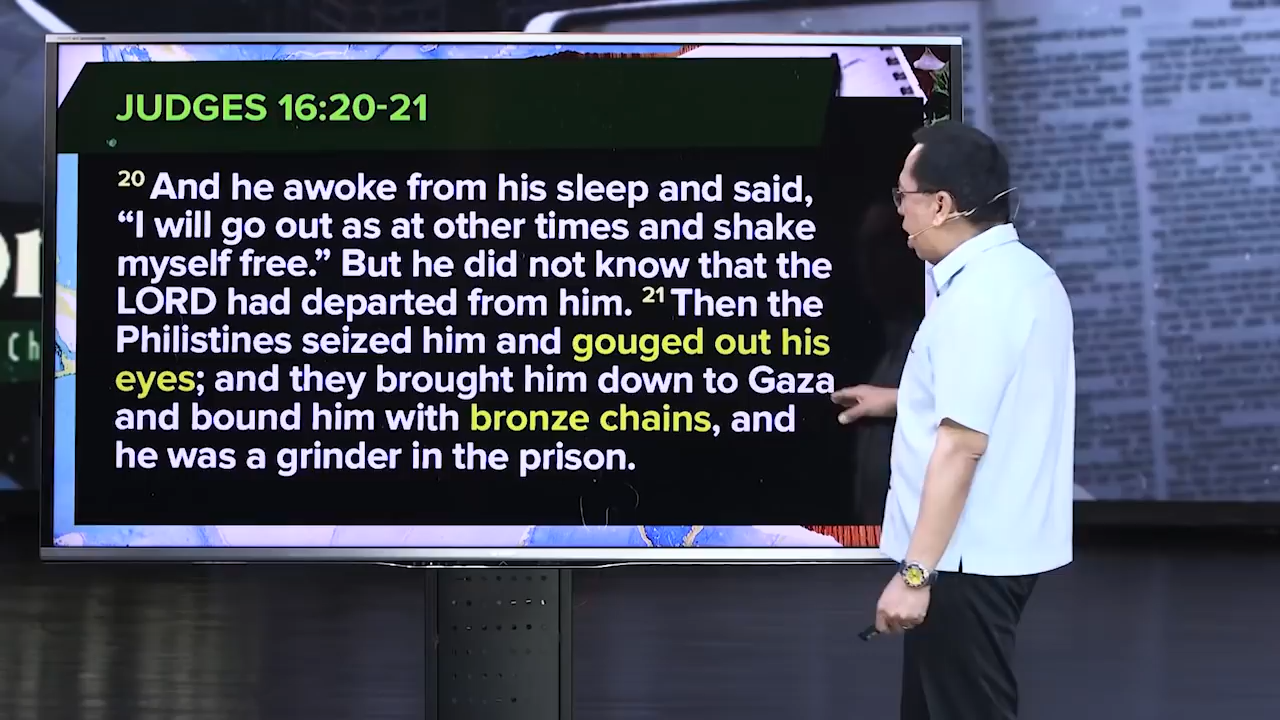 JUDGES 16:20-21
20 And he awoke from his sleep and said,
“I will go out as at other times and shake
myself free.” But he did not know that the
LORD had departed from him. 21 Then the
Philistines seized him and gouged out his
eyes; and they brought him down to Gaza
and bound him with bronze chains, and
he was a grinder in the prison.
Ch